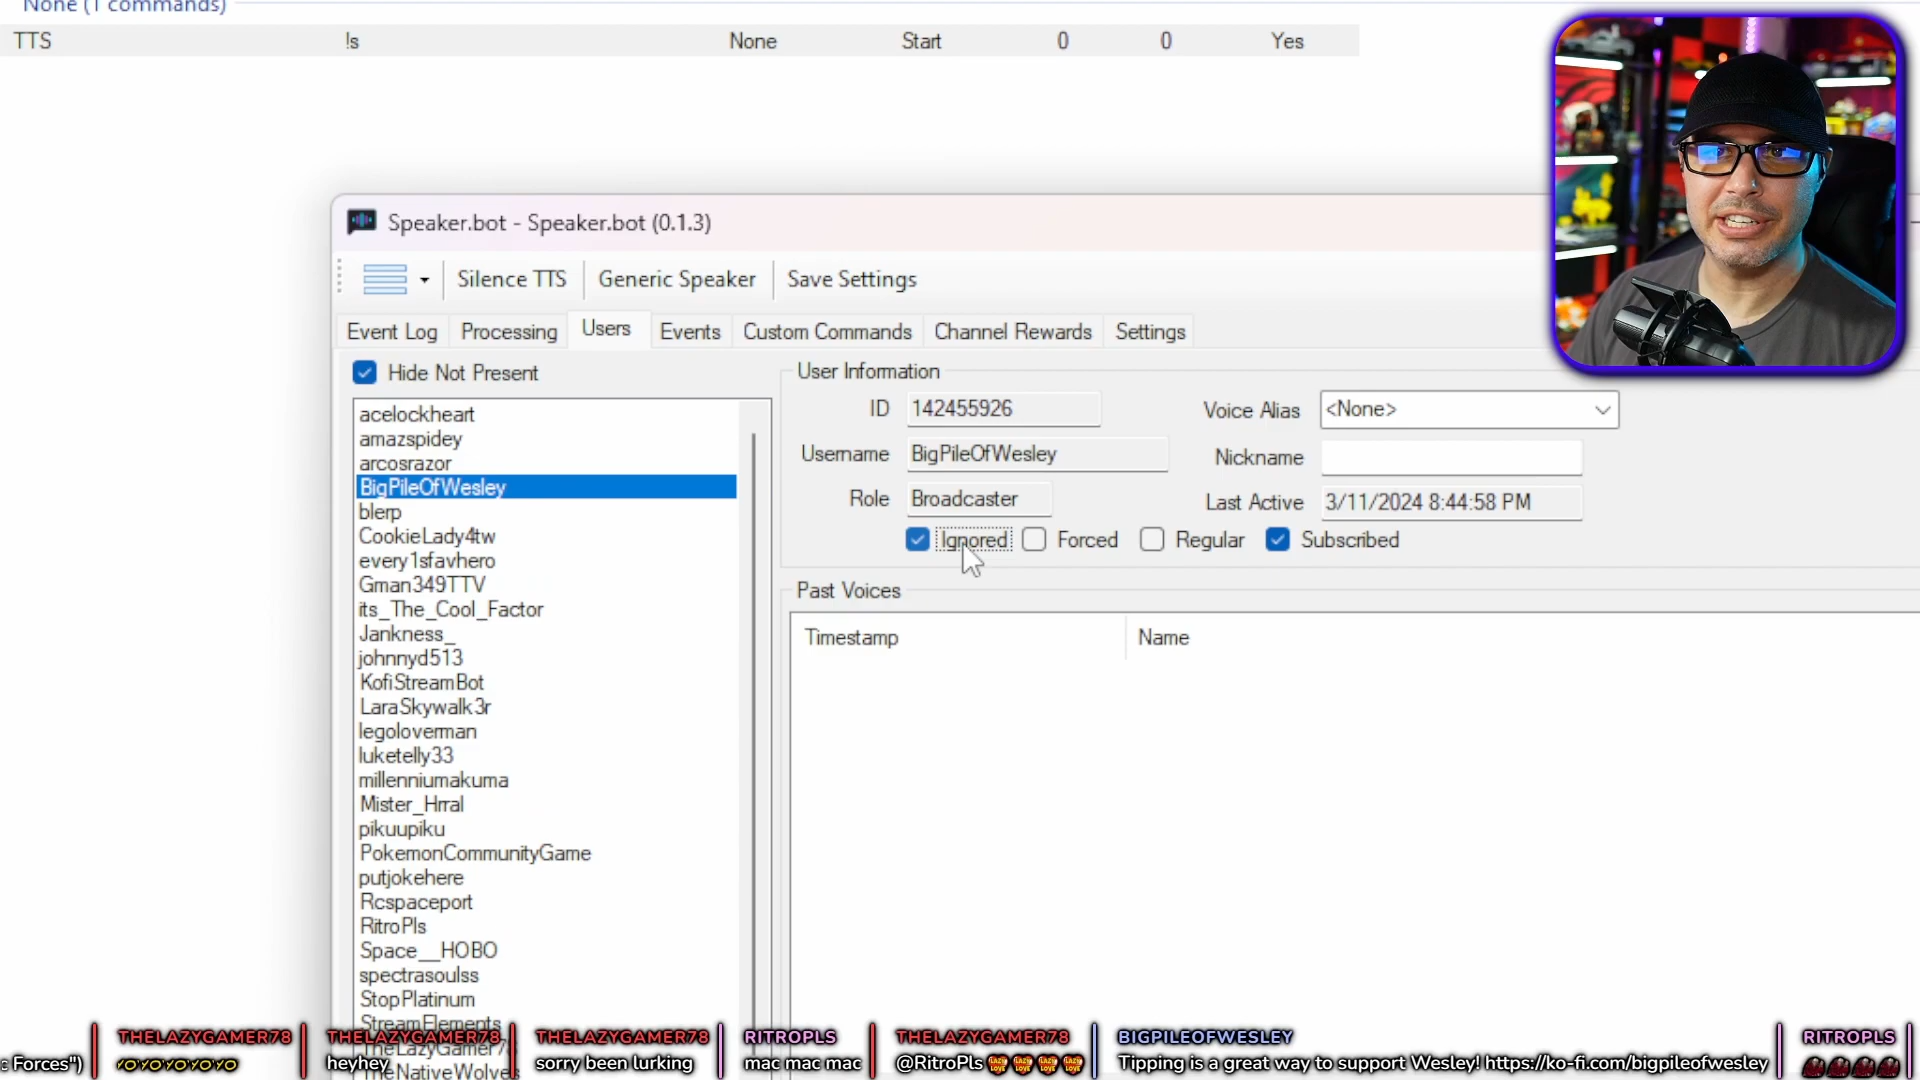 None (1 commands)
TTS !s None Start 0 0 Yes
Speaker.bot - Speaker.bot (0.1.3)
Silence TTS Generic Speaker Save Settings
Event Log Processing Users Events Custom Commands Channel Rewards Settings
Hide Not Present
acelockheart
amazspidey
arcosrazor
BigPileOfWesley
blerp
CookieLady4tw
every1sfavhero
Gman349TTV
its_The_Cool_Factor
Jankness_
johnnyd513
KofiStreamBot
LaraSkywalk3r
legoloverman
luketelly33
millenniumakuma
Mister_Hrral
pikuupiku
PokemonCommunityGame
putjokehere
Rcspaceport
RitroPls
Space__HOBO
spectrasoulss
StopPlatinum
StreamElements
TheLazyGamer78
TheNativeWolves
User Information
ID 142455926
Voice Alias <None>
Username BigPileOfWesley
Nickname
Role Broadcaster
Last Active 3/11/2024 8:44:58 PM
Ignored Forced Regular Subscribed
Past Voices
Timestamp Name
THELAZYGAMER78 THELAZYGAMER78 THELAZYGAMER78 RITROPLS THELAZYGAMER78 BIGPILEOFWESLEY RITROPLS
Forces") YOYOYOYOYO heyhey sorry been lurking mac mac mac @RitroPls Tipping is a great way to support Wesley! https://ko-fi.com/bigpileofwesley